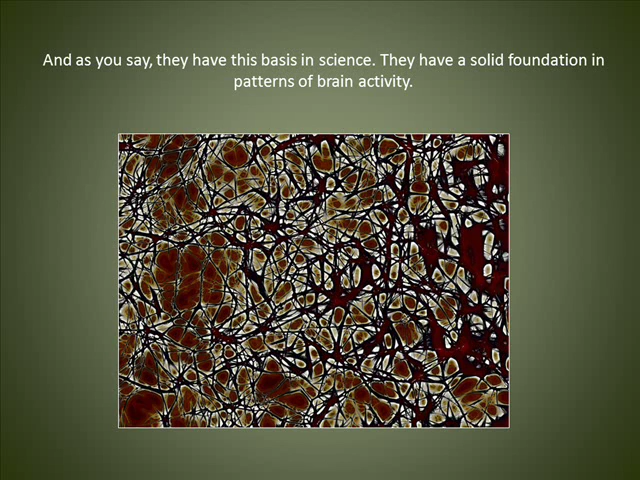 And as you say, they have this basis in science. They have a solid foundation in
patterns of brain activity.